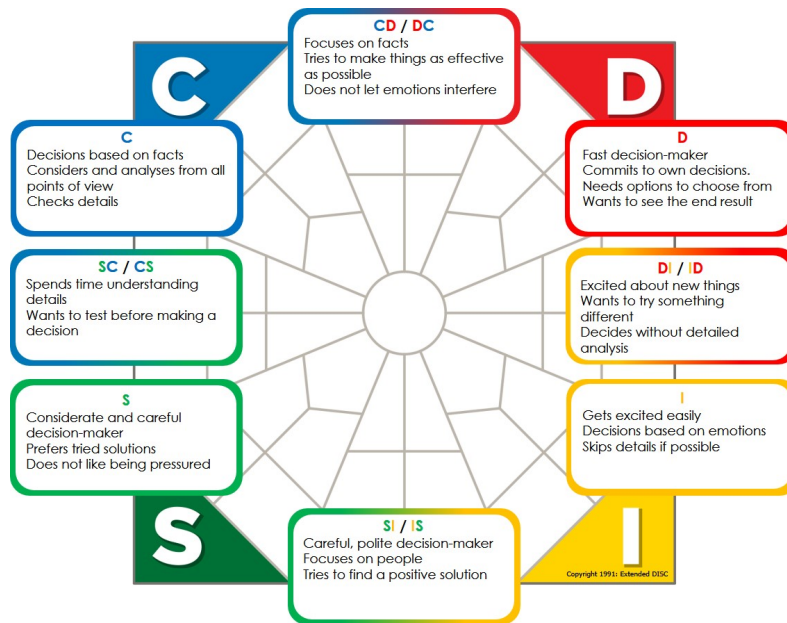 CD / DC
Focuses on facts
Tries to make things as effective
as possible
Does not let emotions interfere
C
D
C
Decisions based on facts
Considers and analyses from all
points of view
Checks details
D
Fast decision-maker
Commits to own decisions.
Needs options to choose from
Wants to see the end result
SC / CS
Spends time understanding
details
Wants to test before making a
decision
DI / ID
Excited about new things
Wants to try something
different
Decides without detailed
analysis
S
Considerate and careful
decision-maker
Prefers tried solutions
Does not like being pressured
I
Gets excited easily
Decisions based on emotions
Skips details if possible
S
I
SI / IS
Careful, polite decision-maker
Focuses on people
Tries to find a positive solution
Copyright 1991: Extended DISC